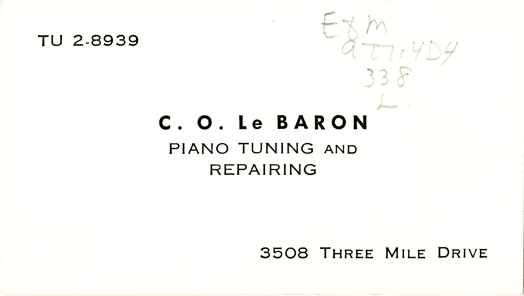 TU 2-8939
338
L.
C. O. Le BARON
PIANO TUNING AND
REPAIRING
3508 THREE MILE DRIVE